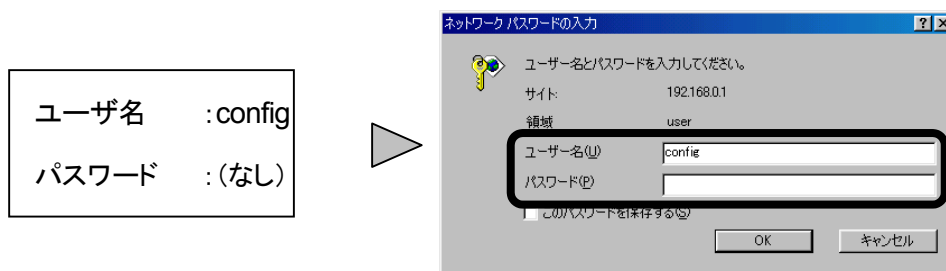 ユーザ名 :config
パスワード :(なし)
ネットワーク パスワードの入力
ユーザー名とパスワードを入力してください。
サイト: 192.168.0.1
領域 user
ユーザー名(U) config
パスワード(P)
このパスワードを保存する(S)
OK キャンセル